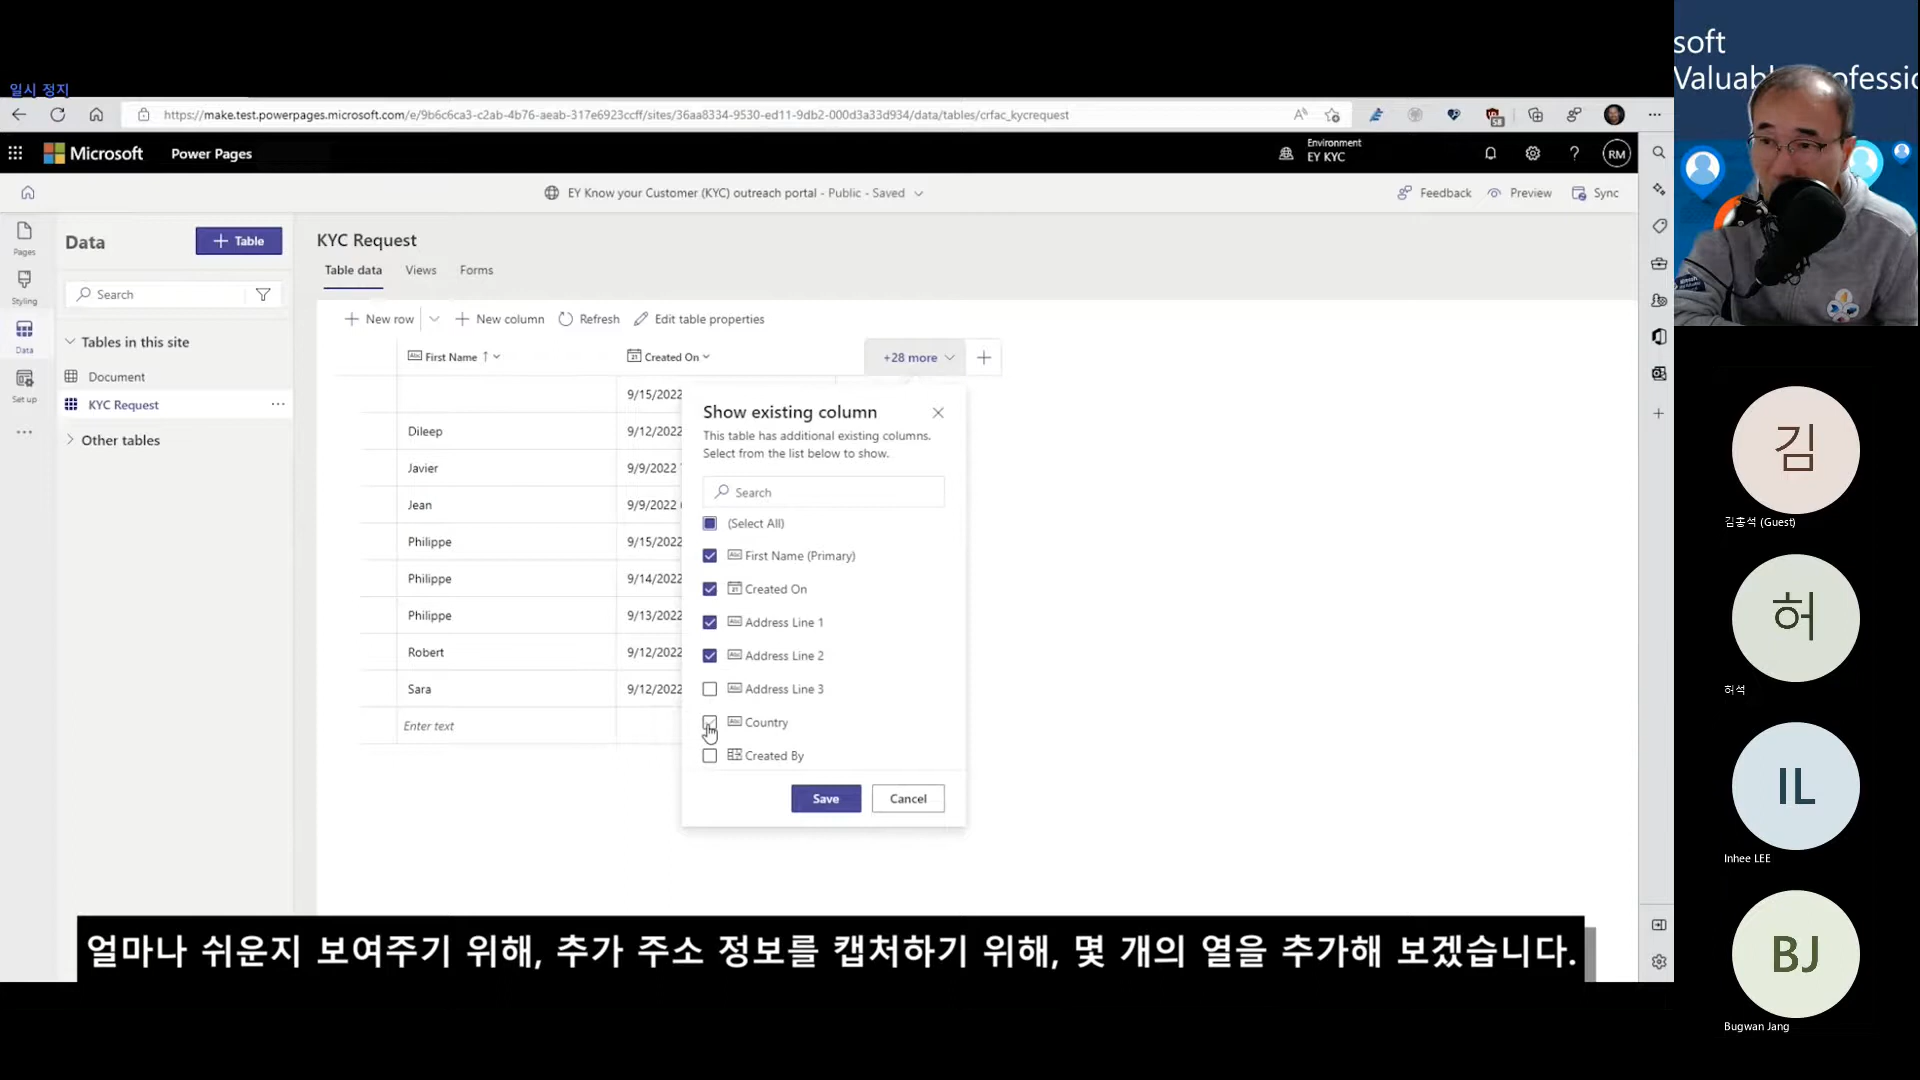 soft
Valuabl
ofessic
일시 정지
https://make.test.powerpages.microsoft.com/e/9b6c6ca3-c2ab-4b76-aeab-317e6923ccff/sites/36aa8334-9530-ed11-9db2-000d3a33d934/data/tables/crfac_kycrequest
Microsoft
Power Pages
Environment
EY KYC
RM
EY Know your Customer (KYC) outreach portal - Public - Saved
Feedback
Preview
Sync
Pages
Styling
Data
Set up
Data
+ Table
Search
Tables in this site
Document
KYC Request
Other tables
KYC Request
Table data
Views
Forms
New row
New column
Refresh
Edit table properties
First Name
Created On
+28 more
9/15/2022
Dileep
9/12/2022
Javier
9/9/2022
Jean
9/9/2022
Philippe
9/15/2022
Philippe
9/14/2022
Philippe
9/13/2022
Robert
9/12/2022
Sara
9/12/2022
Enter text
Show existing column
This table has additional existing columns.
Select from the list below to show.
Search
(Select All)
First Name (Primary)
Created On
Address Line 1
Address Line 2
Address Line 3
Country
Created By
Save
Cancel
얼마나 쉬운지 보여주기 위해, 추가 주소 정보를 캡처하기 위해, 몇 개의 열을 추가해 보겠습니다.
김
김홍석 (Guest)
허
허석
IL
Inhee LEE
BJ
Bugwan Jang